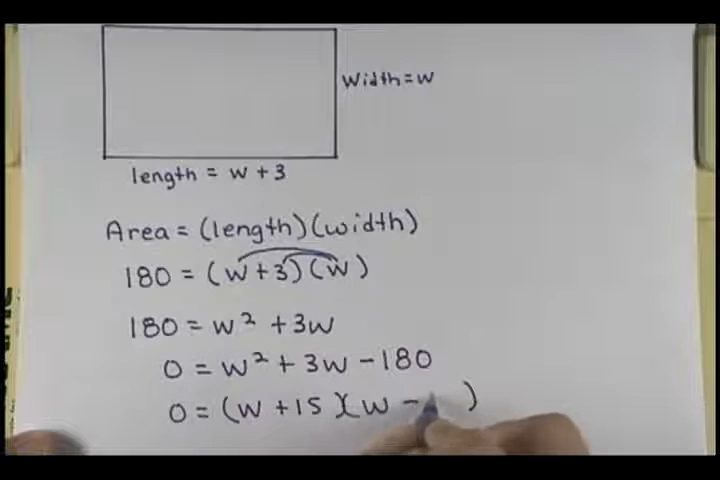 Width = w
length = w + 3
Area = (length)(width)
180 = (w+3)(w)
180 = w² + 3w
0 = w² + 3w - 180
0 = (w + 15)(w - )